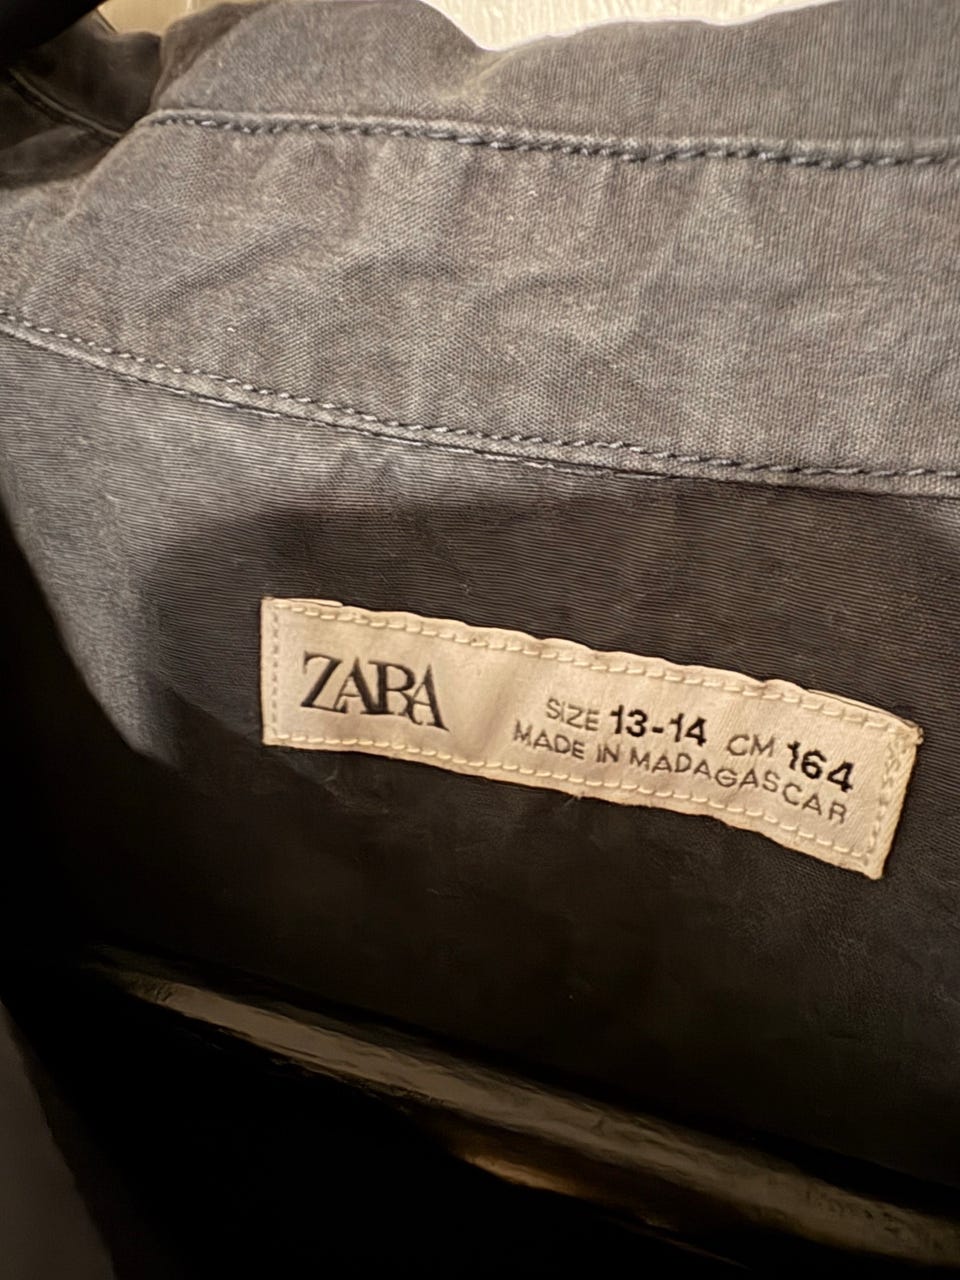 ZARA
SIZE 13-14 CM 164
MADE IN MADAGASCAR